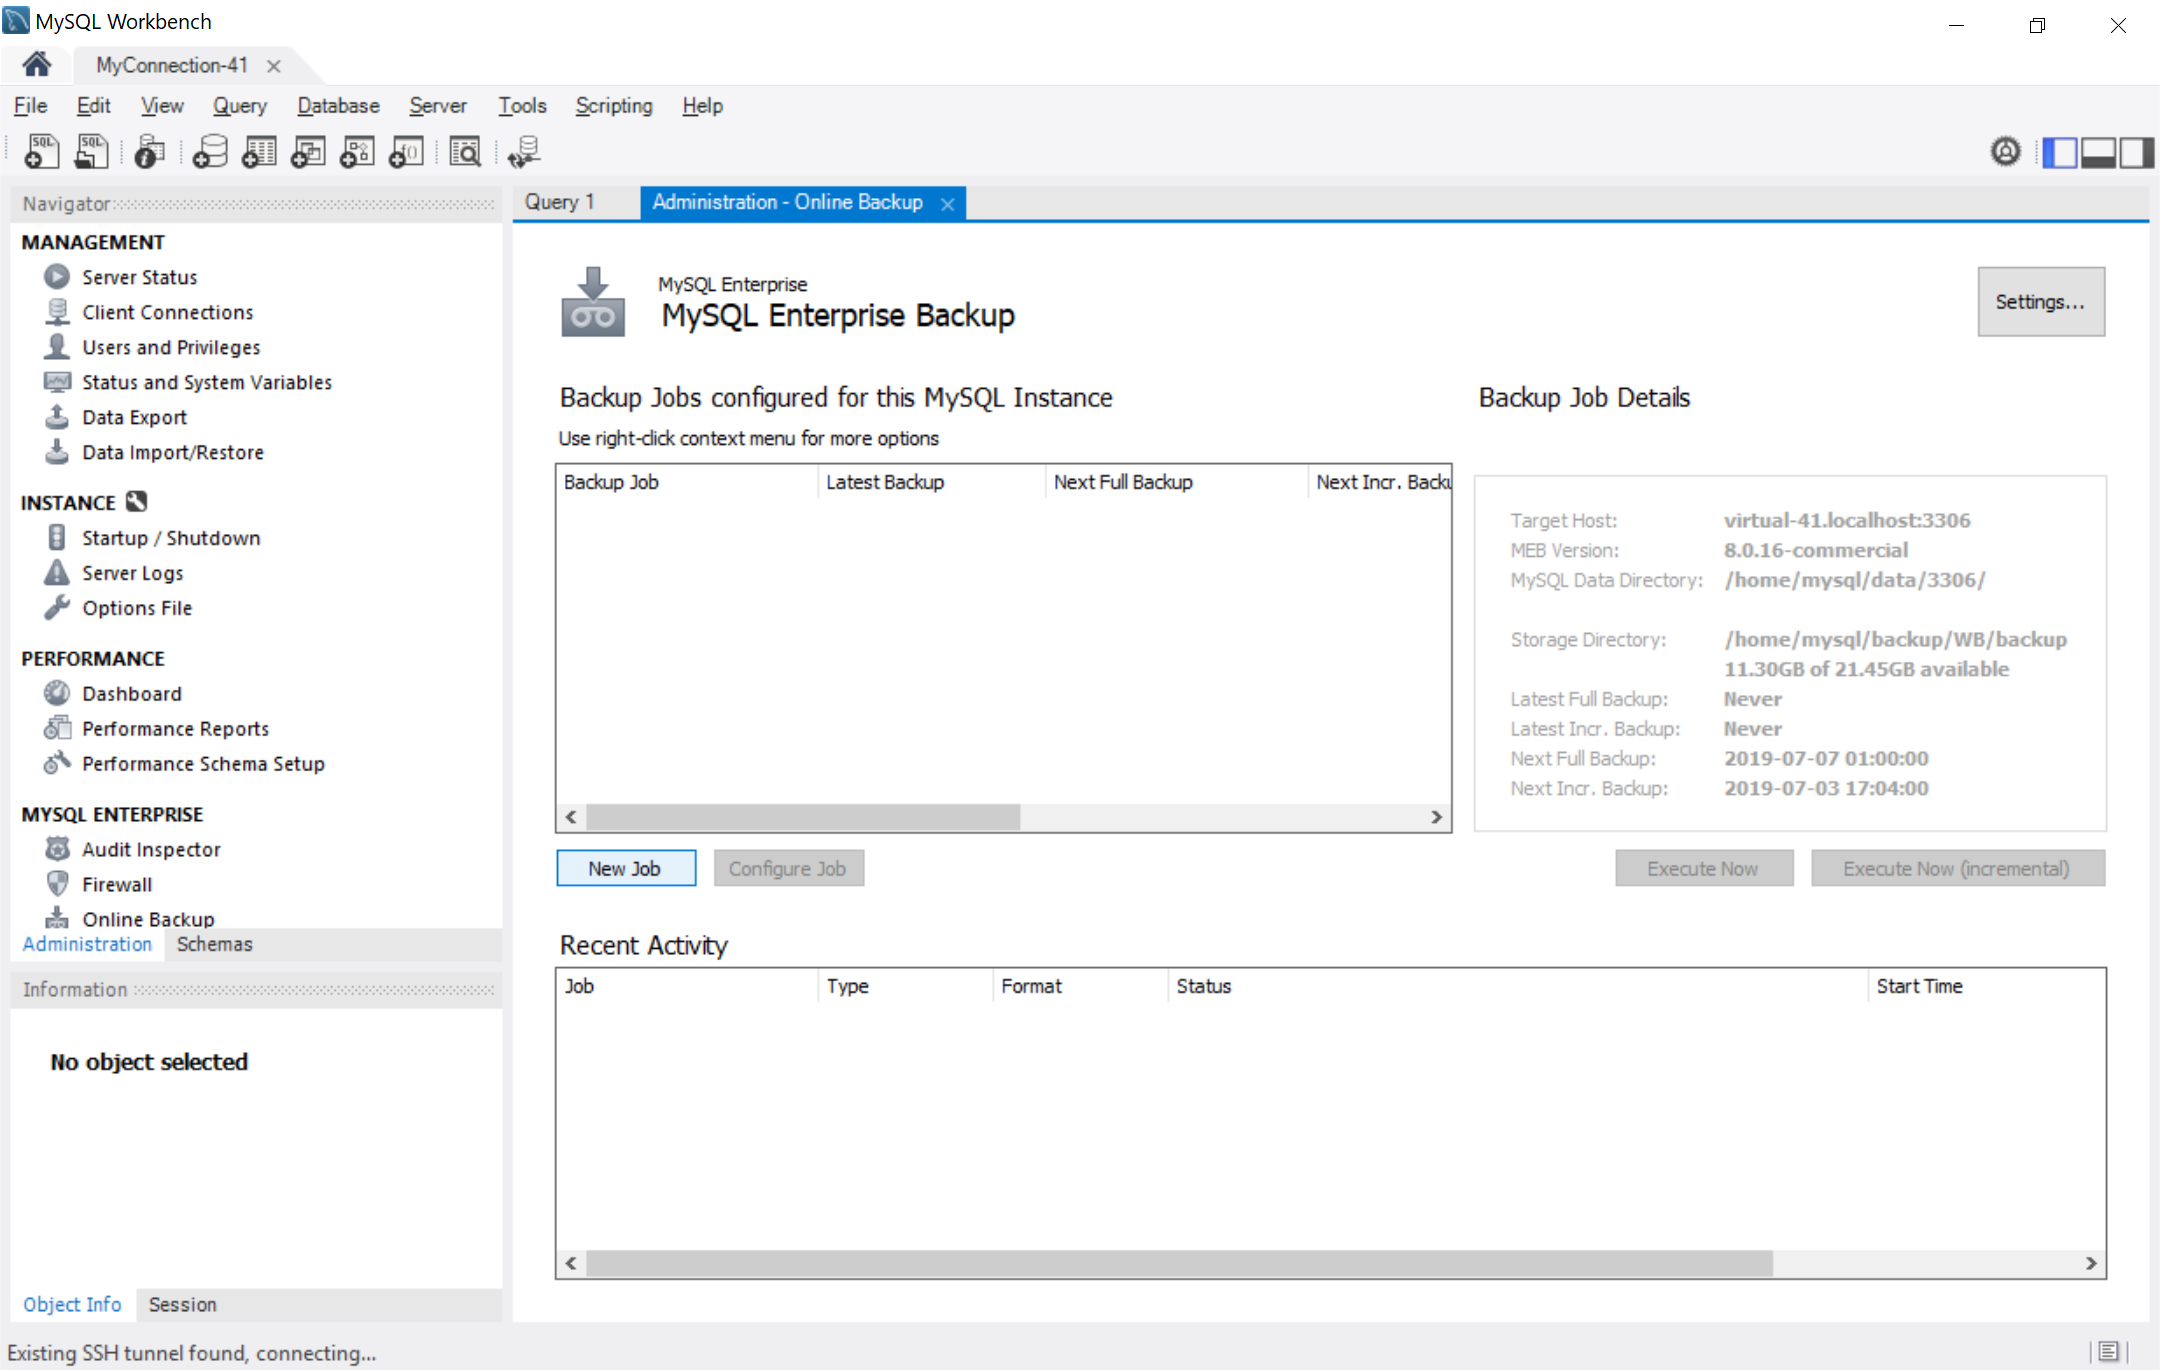 MySQL Workbench
MyConnection-41
File Edit View Query Database Server Tools Scripting Help
Navigator
MANAGEMENT
Server Status
Client Connections
Users and Privileges
Status and System Variables
Data Export
Data Import/Restore
INSTANCE
Startup / Shutdown
Server Logs
Options File
PERFORMANCE
Dashboard
Performance Reports
Performance Schema Setup
MYSQL ENTERPRISE
Audit Inspector
Firewall
Online Backup
Administration Schemas
Information
No object selected
Object Info Session
Query 1 Administration - Online Backup
MySQL Enterprise
MySQL Enterprise Backup
Settings...
Backup Jobs configured for this MySQL Instance
Use right-click context menu for more options
Backup Job Latest Backup Next Full Backup Next Incr. Backu
New Job Configure Job
Backup Job Details
Target Host: virtual-41.localhost:3306
MEB Version: 8.0.16-commercial
MySQL Data Directory: /home/mysql/data/3306/
Storage Directory: /home/mysql/backup/WB/backup
11.30GB of 21.45GB available
Latest Full Backup: Never
Latest Incr. Backup: Never
Next Full Backup: 2019-07-07 01:00:00
Next Incr. Backup: 2019-07-03 17:04:00
Execute Now Execute Now (incremental)
Recent Activity
Job Type Format Status Start Time
Existing SSH tunnel found, connecting...